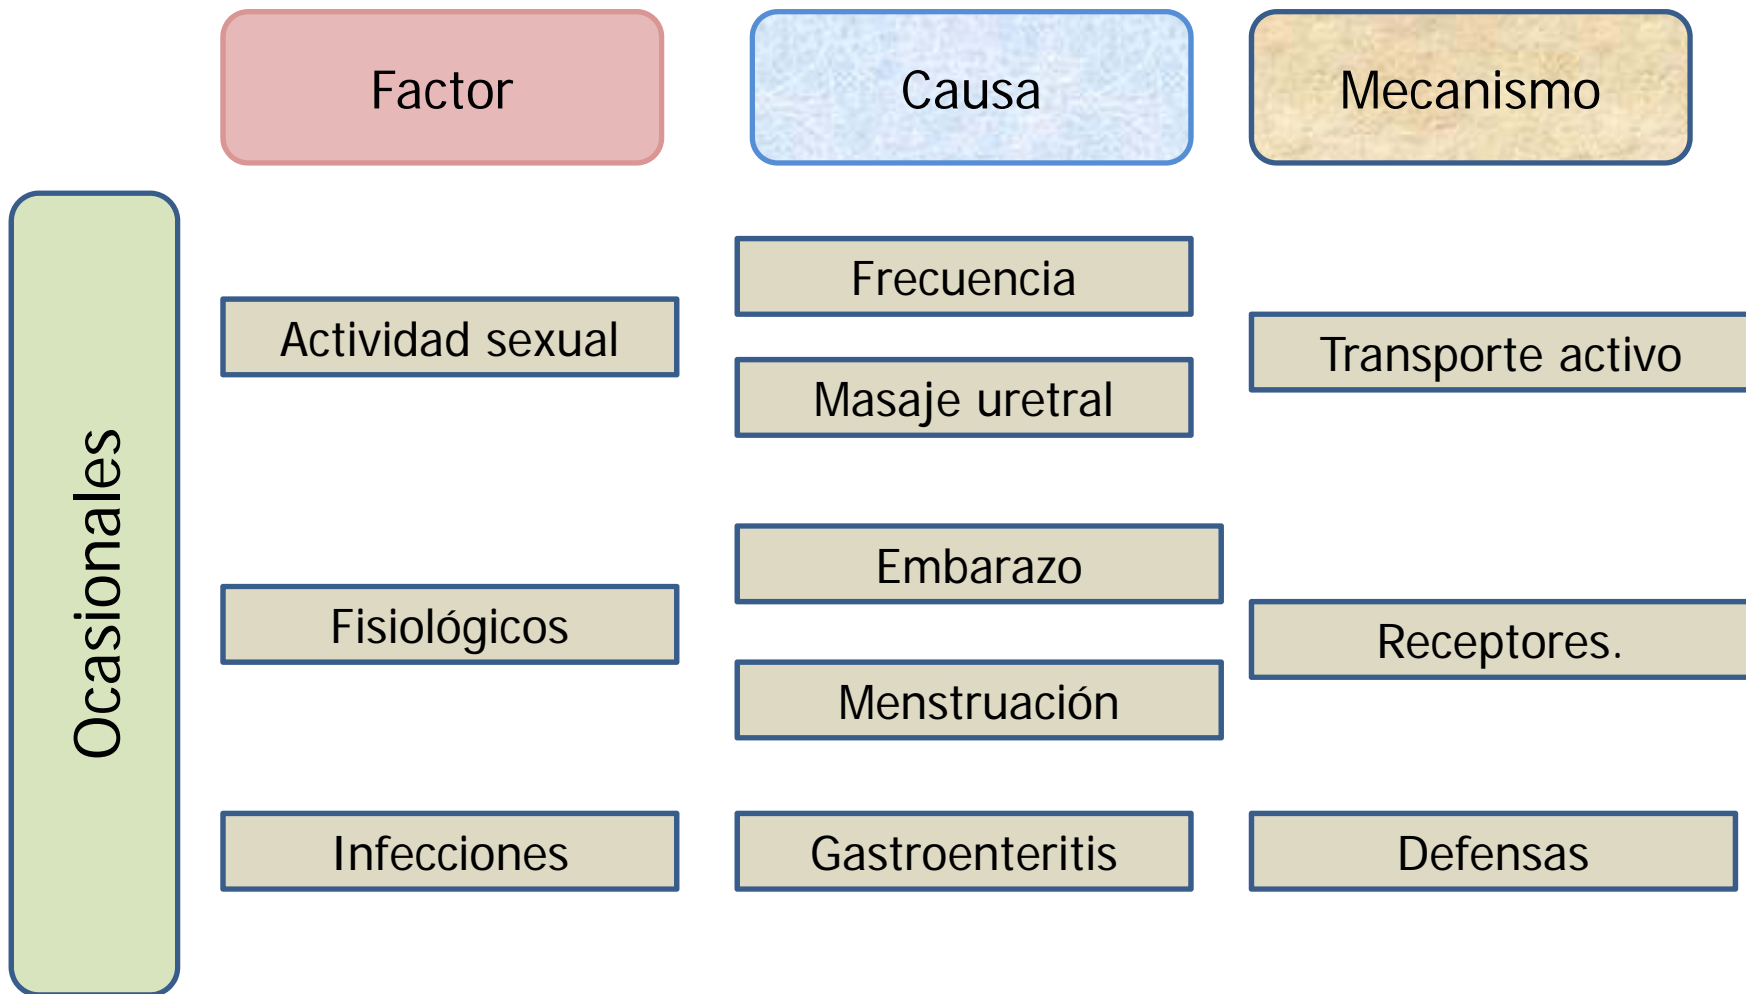 Factor
Causa
Mecanismo
Ocasionales
Actividad sexual
Frecuencia
Masaje uretral
Transporte activo
Fisiológicos
Embarazo
Menstruación
Receptores.
Infecciones
Gastroenteritis
Defensas